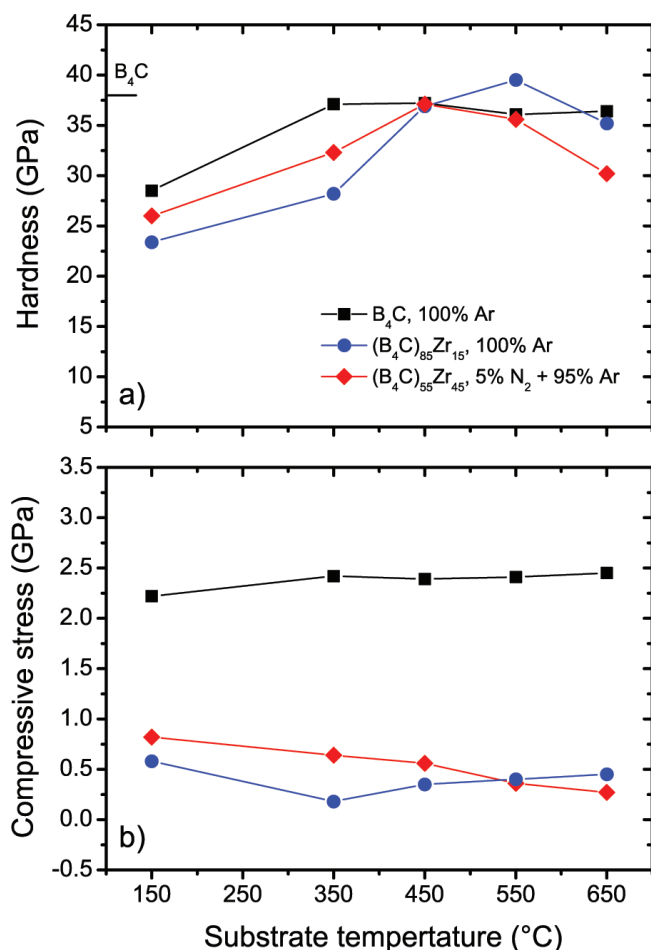 45
40
35
30
25
20
15
10
5
Hardness (GPa)
B₄C
B₄C, 100% Ar
(B₄C)₈₅Zr₁₅, 100% Ar
(B₄C)₅₅Zr₄₅, 5% N₂ + 95% Ar
a)
3.5
3.0
2.5
2.0
1.5
1.0
0.5
0.0
-0.5
Compressive stress (GPa)
b)
150 250 350 450 550 650
Substrate tempertature (°C)